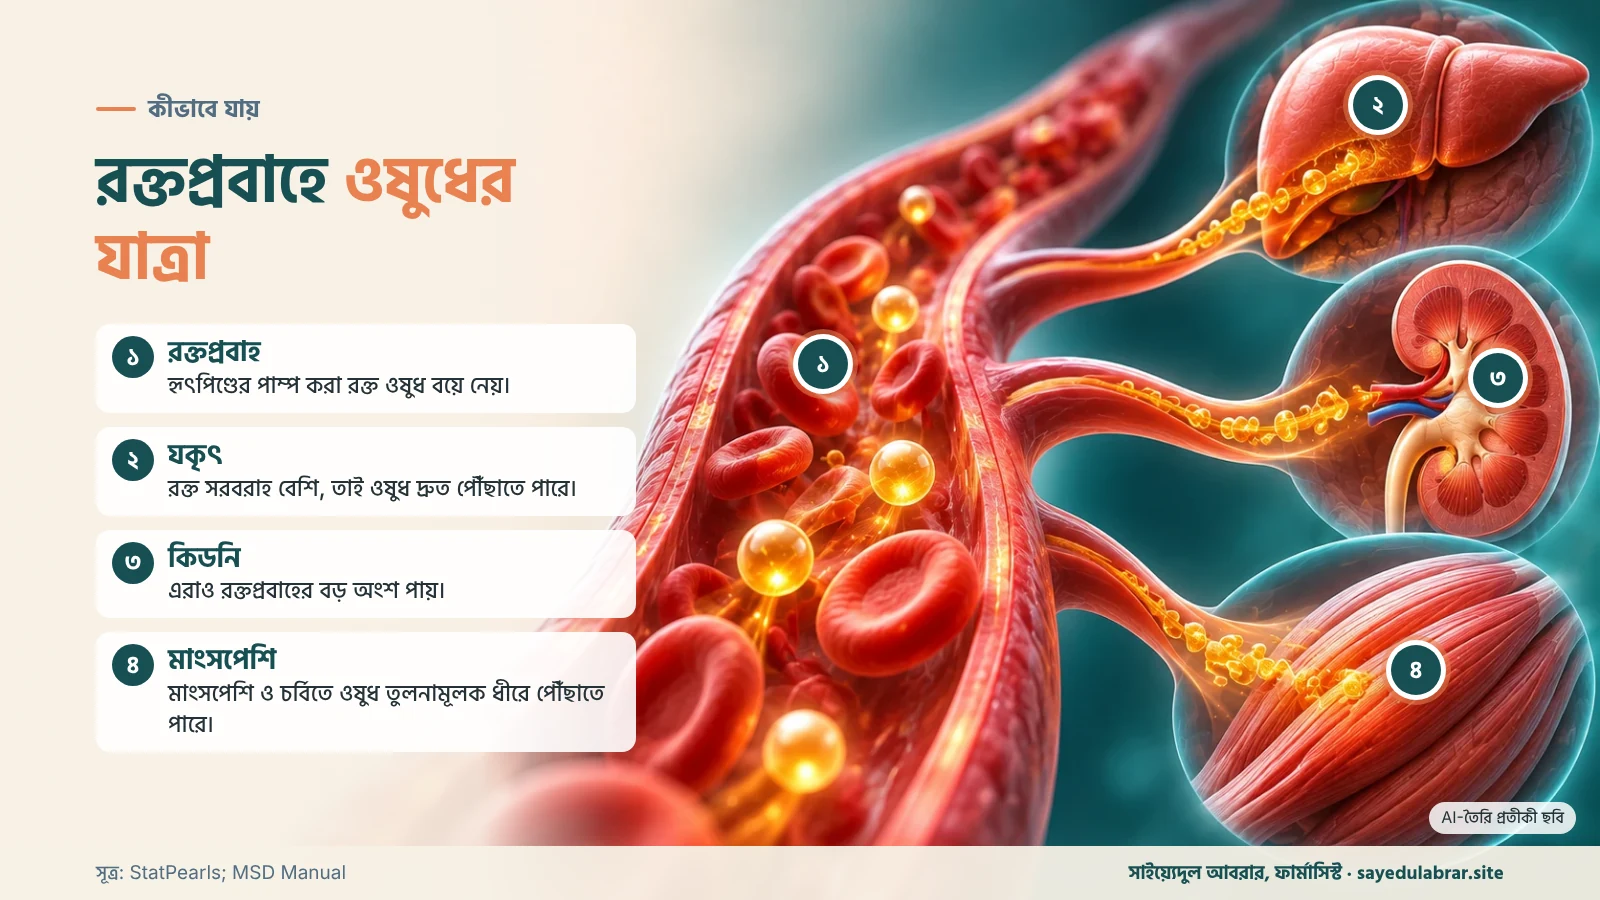 কীভাবে যায়
রক্তপ্রবাহে ওষুধের
যাত্রা
১
রক্তপ্রবাহ
হৃৎপিণ্ডের পাম্প করা রক্ত ওষুধ বয়ে নেয়।
২
যকৃৎ
রক্ত সরবরাহ বেশি, তাই ওষুধ দ্রুত পৌঁছাতে পারে।
৩
কিডনি
এরাও রক্তপ্রবাহের বড় অংশ পায়।
৪
মাংসপেশি
মাংসপেশি ও চর্বিতে ওষুধ তুলনামূলক ধীরে পৌঁছাতে
পারে।
১
২
৩
৪
AI-তৈরি প্রতীকী ছবি
সূত্র: StatPearls; MSD Manual
সাইয়্যেদুল আবরার, ফার্মাসিস্ট · sayedulabrar.site